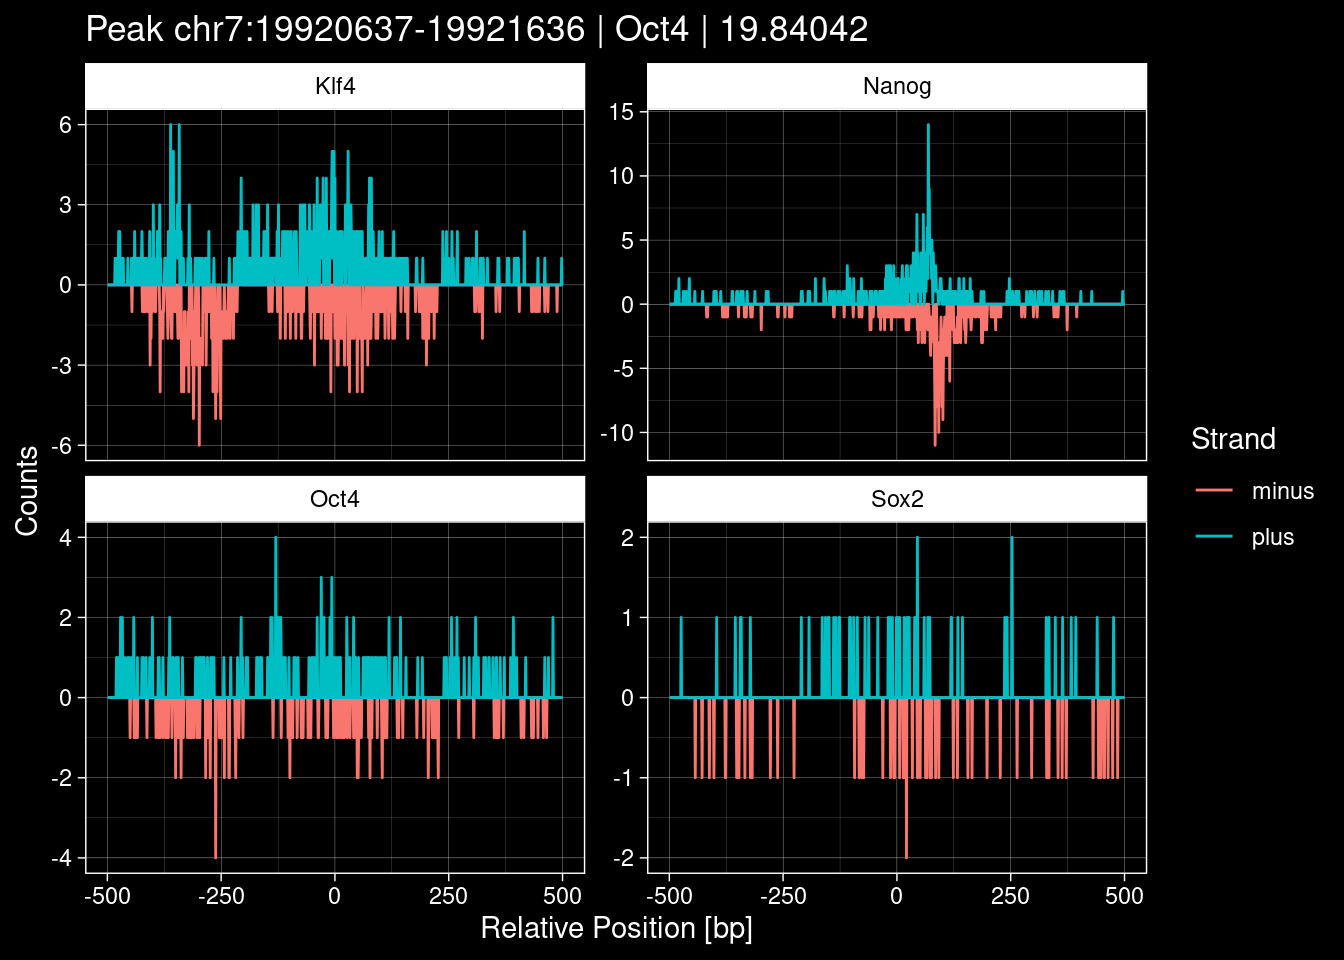 Peak chr7:19920637-19921636 | Oct4 | 19.84042
Klf4
6
3
0
-3
-6
Nanog
15
10
5
0
-5
-10
Counts
Oct4
4
2
0
-2
-4
-500 -250 0 250 500
Sox2
2
1
0
-1
-2
-500 -250 0 250 500
Relative Position [bp]
Strand
minus
plus